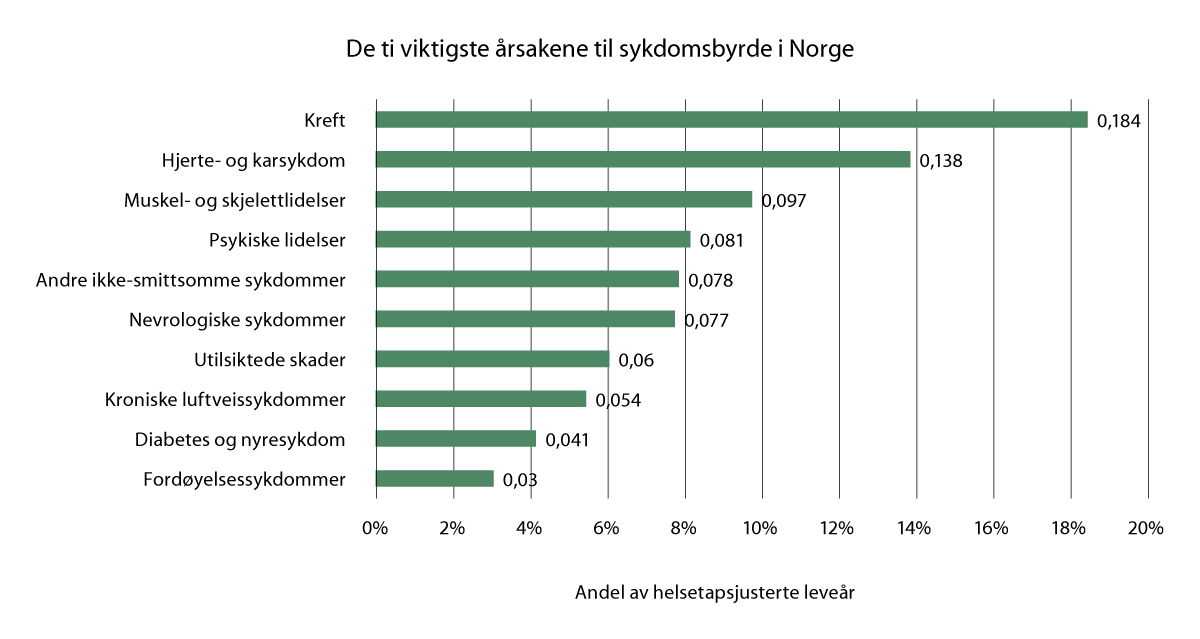 De ti viktigste årsakene til sykdomsbyrde i Norge
Kreft 0,184
Hjerte- og karsykdom 0,138
Muskel- og skjelettlidelser 0,097
Psykiske lidelser 0,081
Andre ikke-smittsomme sykdommer 0,078
Nevrologiske sykdommer 0,077
Utilsiktede skader 0,06
Kroniske luftveissykdommer 0,054
Diabetes og nyresykdom 0,041
Fordøyelsessykdommer 0,03
0% 2% 4% 6% 8% 10% 12% 14% 16% 18% 20%
Andel av helsetapsjusterte leveår